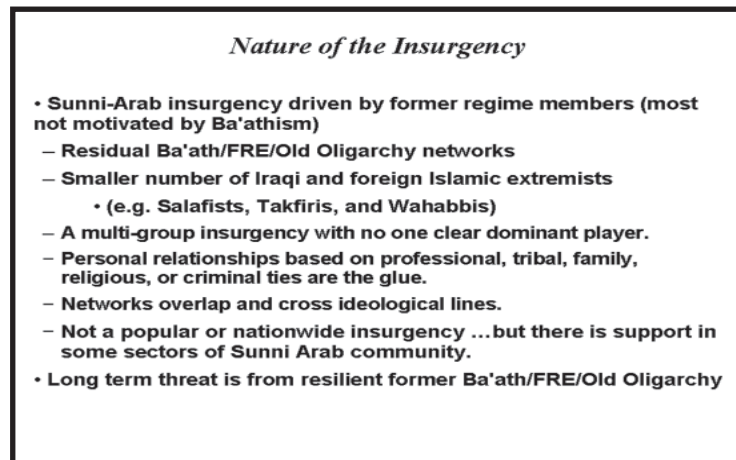 Nature of the Insurgency
• Sunni-Arab insurgency driven by former regime members (most
not motivated by Ba'athism)
– Residual Ba'ath/FRE/Old Oligarchy networks
– Smaller number of Iraqi and foreign Islamic extremists
• (e.g. Salafists, Takfiris, and Wahabbis)
– A multi-group insurgency with no one clear dominant player.
– Personal relationships based on professional, tribal, family,
religious, or criminal ties are the glue.
– Networks overlap and cross ideological lines.
– Not a popular or nationwide insurgency ...but there is support in
some sectors of Sunni Arab community.
• Long term threat is from resilient former Ba'ath/FRE/Old Oligarchy